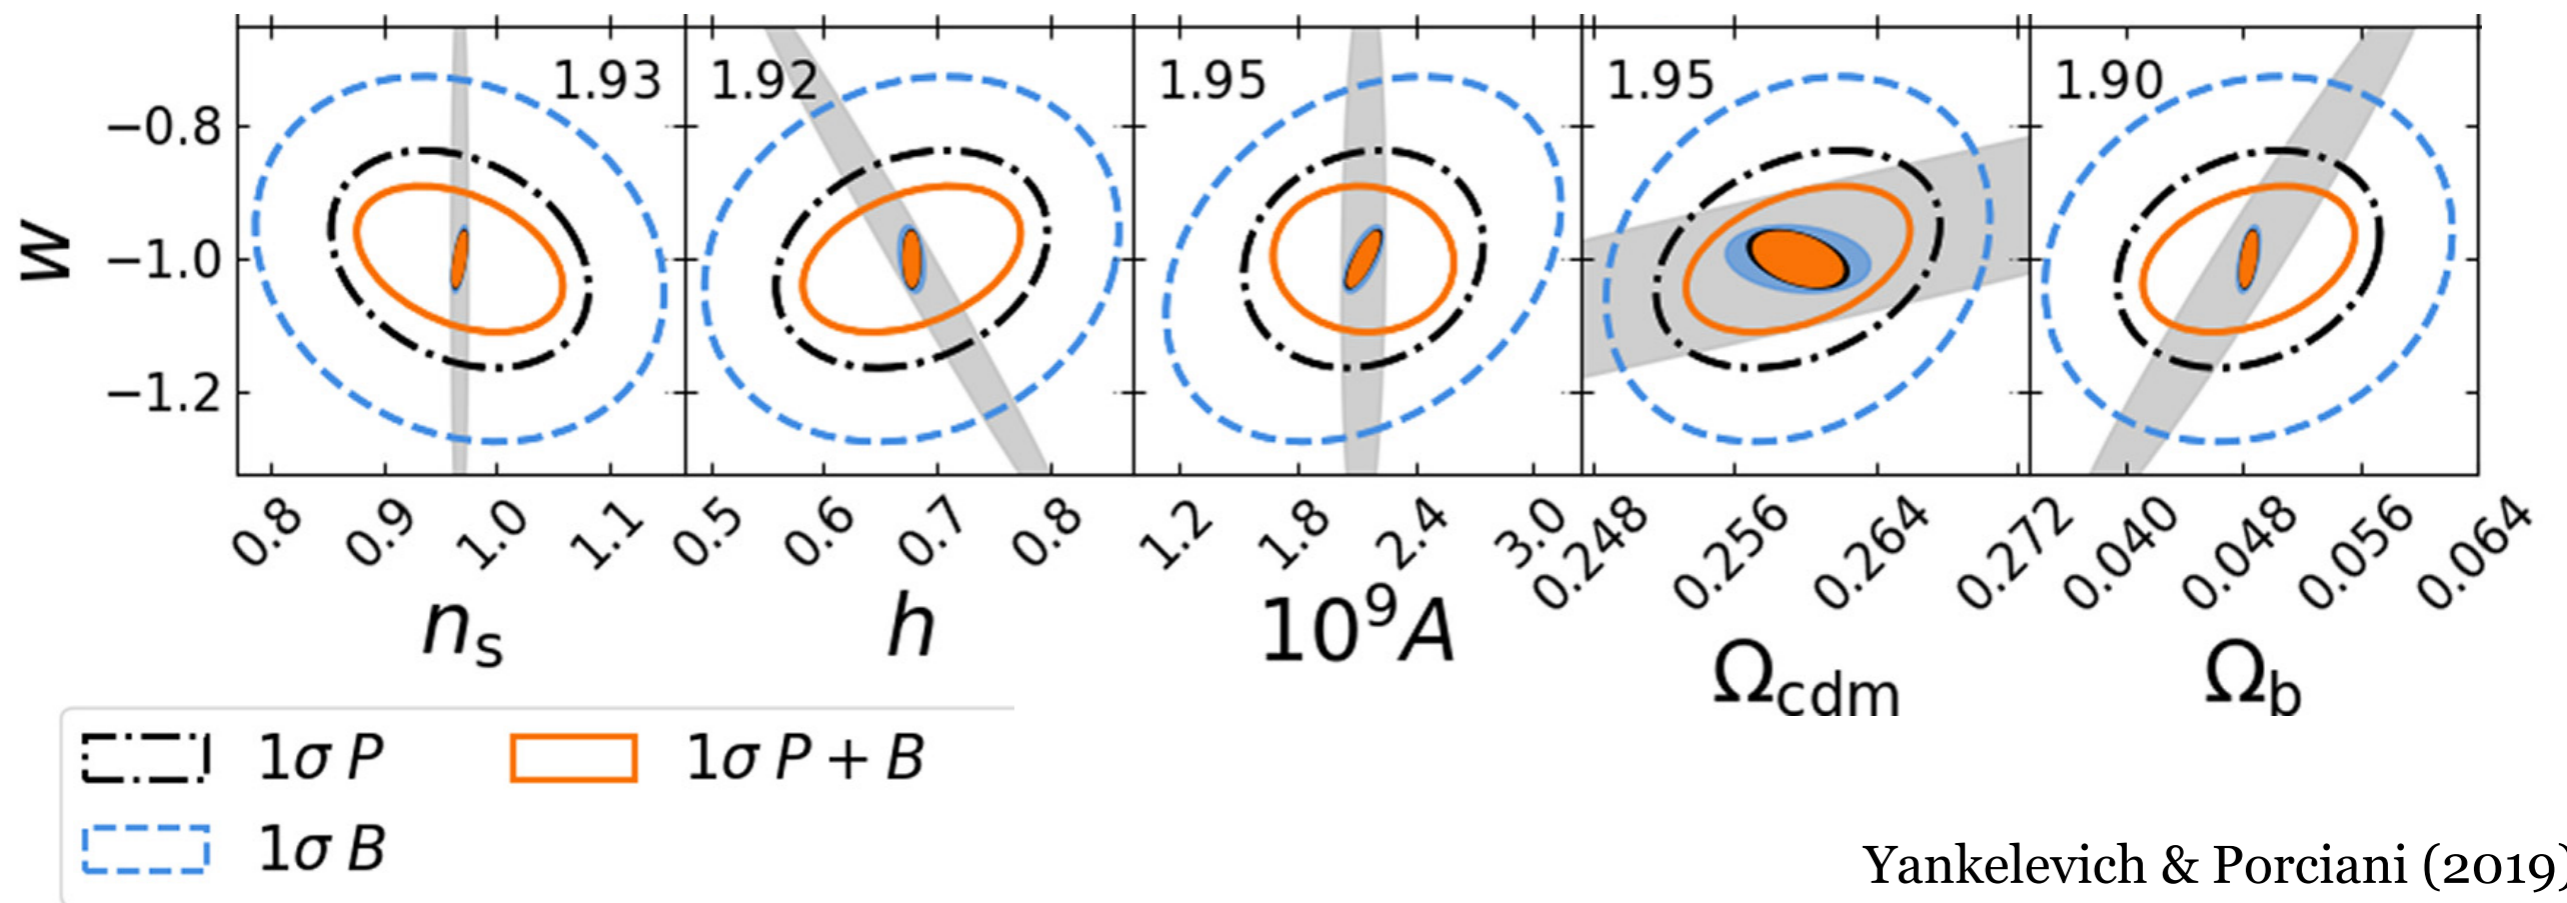 1.93 1.92 1.95 1.95 1.90
−0.8
−1.0
−1.2
w
0.8 0.9 1.0 1.1 0.5 0.6 0.7 0.8 1.2 1.8 2.4 3.0 0.248 0.256 0.264 0.272 0.040 0.048 0.056 0.064
nₛ h 10⁹A Ω_cdm Ω_b
1σ P 1σ P + B
1σ B
Yankelevich & Porciani (2019)